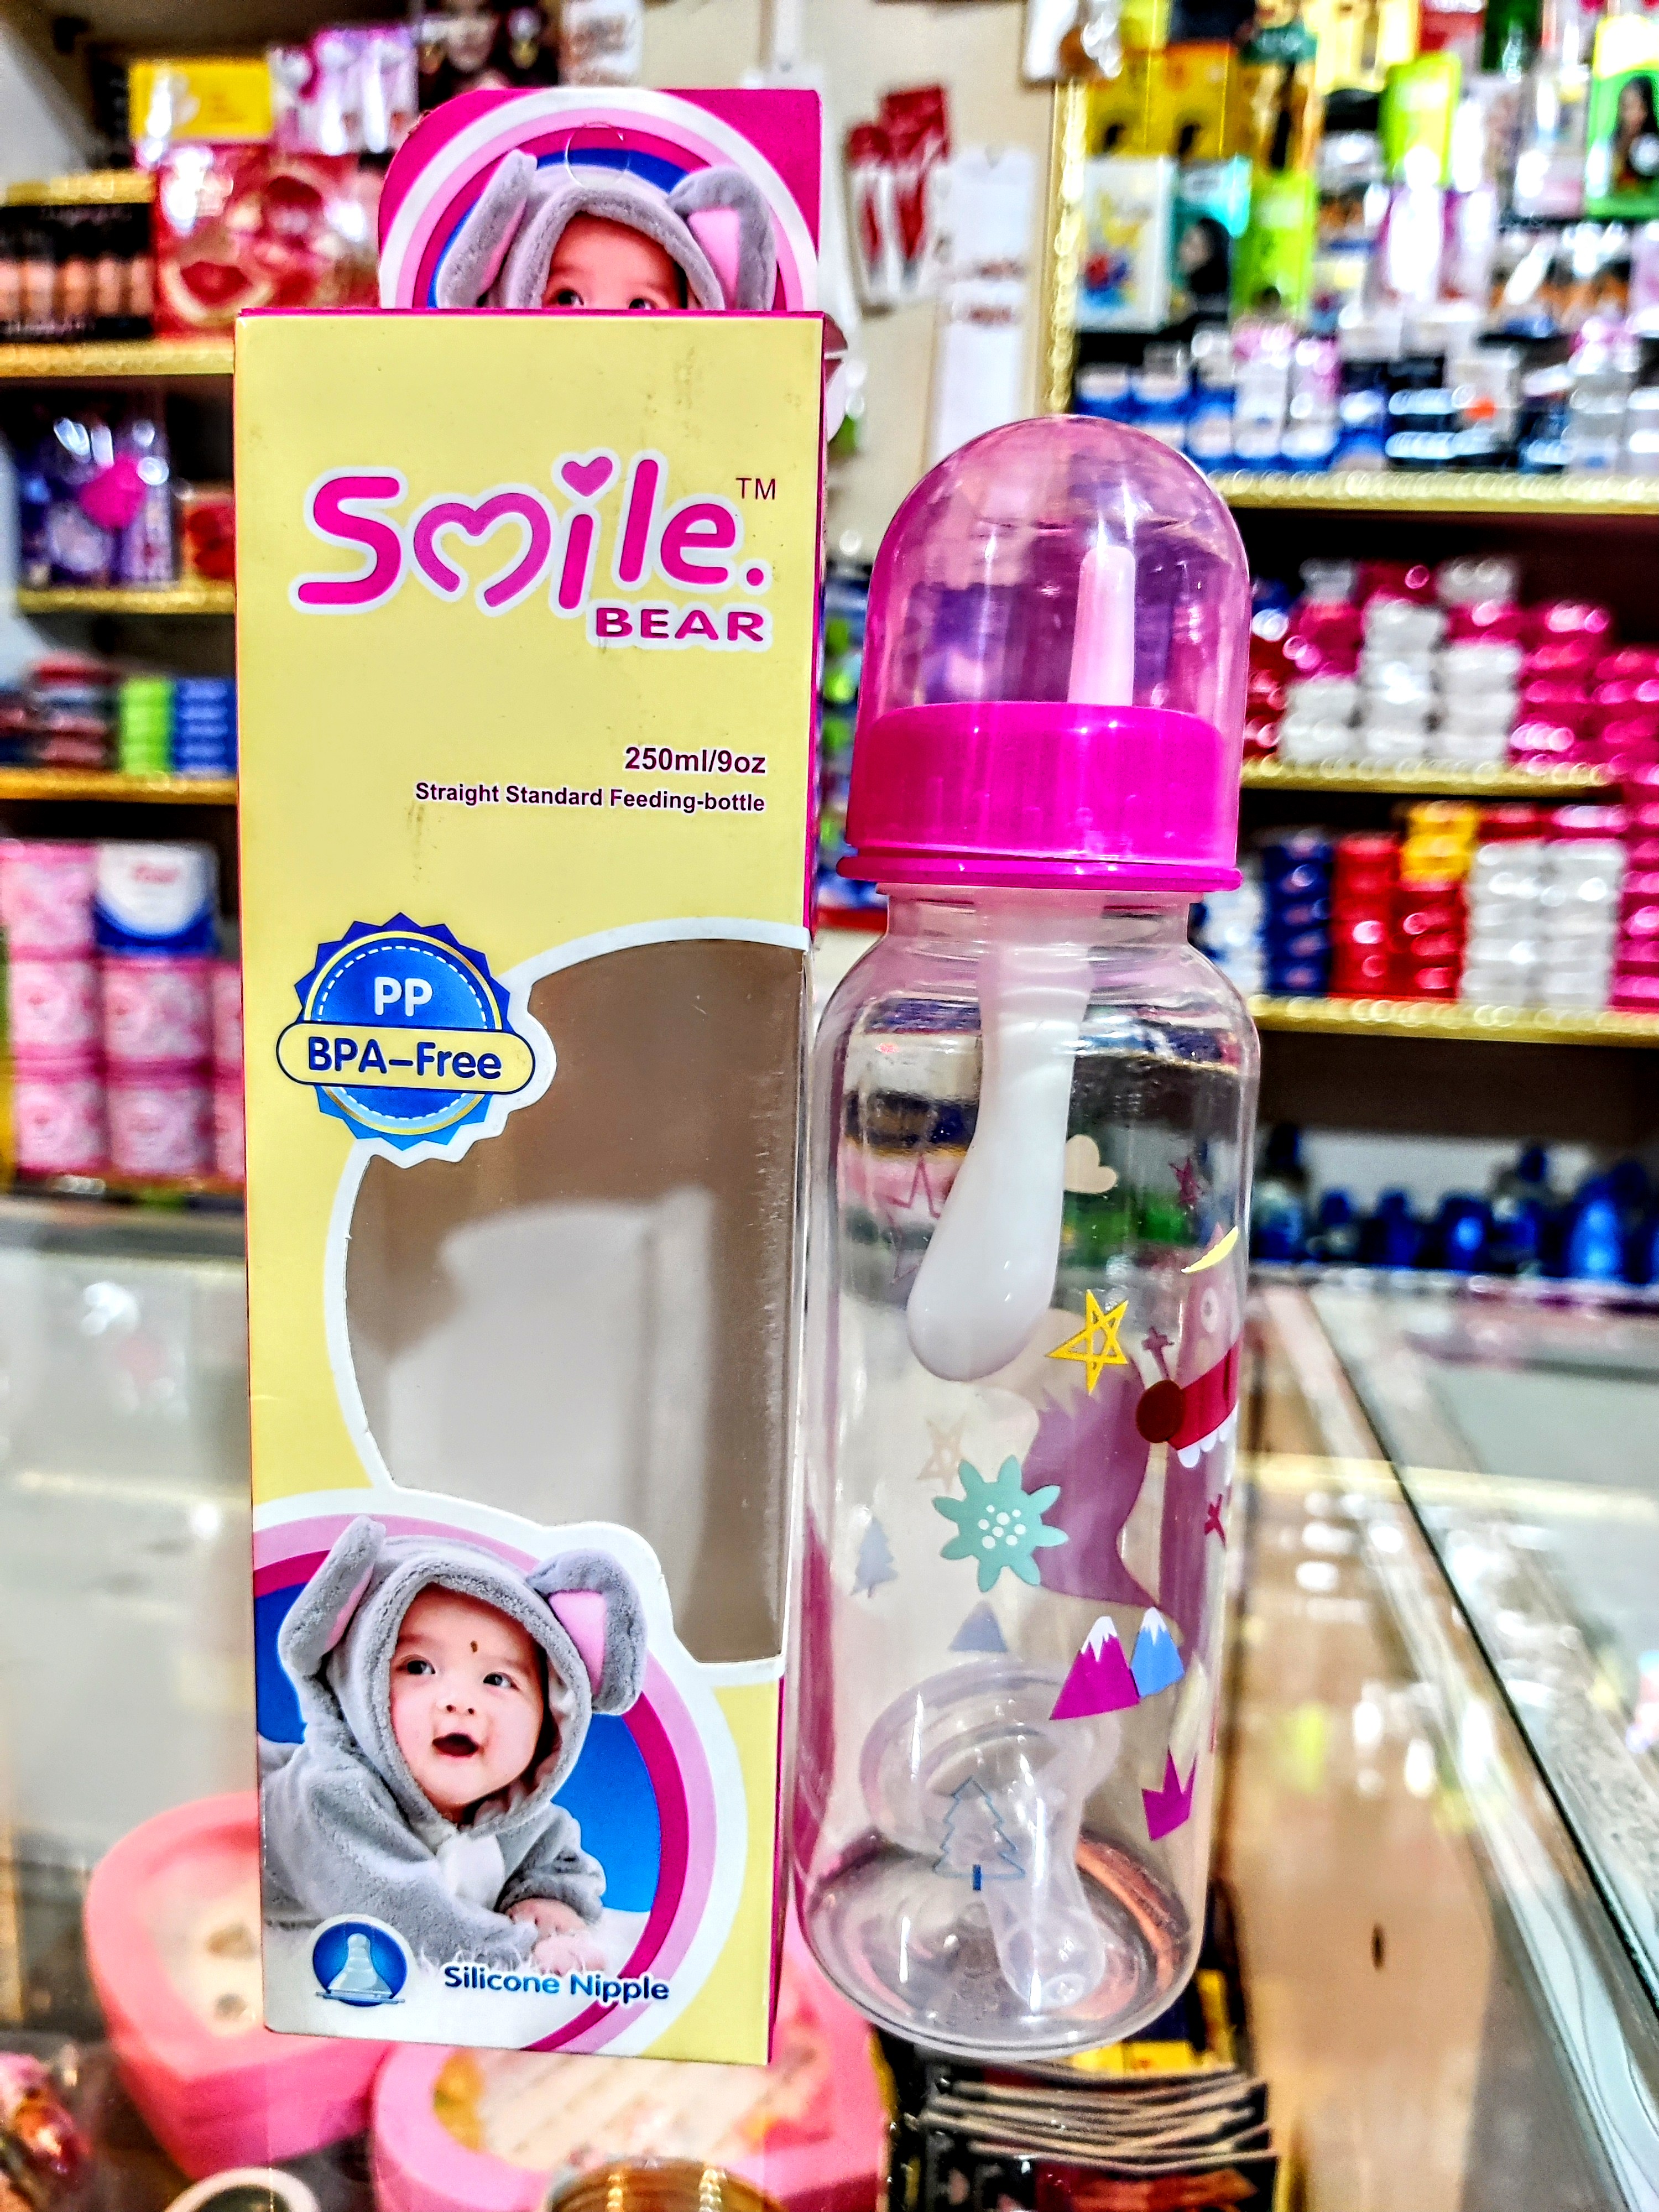 Smile.™
BEAR
250ml/9oz
Straight Standard Feeding-bottle
PP
BPA–Free
Silicone Nipple